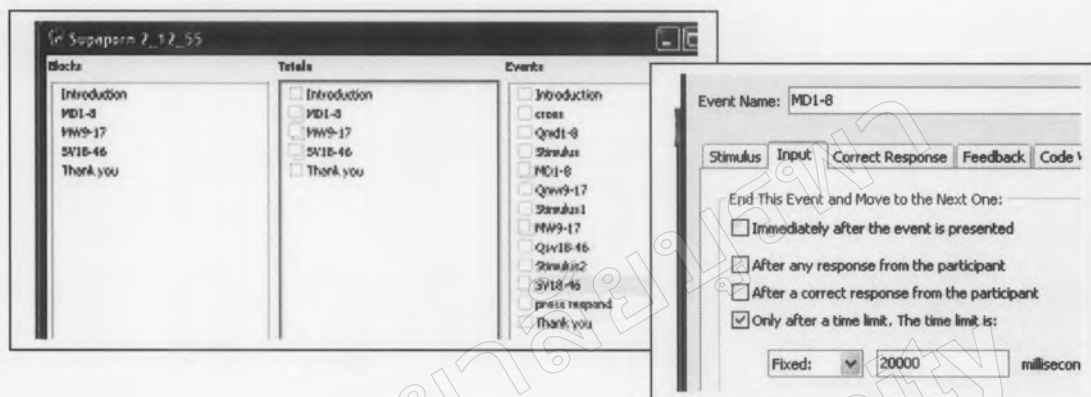 Supaporn 2_12_55
Blocks
Introduction
MD1-8
MW9-17
SV18-46
Thank you
Trials
Introduction
MD1-8
MW9-17
SV18-46
Thank you
Events
Introduction
cross
Qmd1-8
Stimulus
MD1-8
Qmw9-17
Stimulus1
MW9-17
Qsv18-46
Stimulus2
SV18-46
press respond
Thank you
Event Name: MD1-8
Stimulus Input Correct Response Feedback Code
End This Event and Move to the Next One:
Immediately after the event is presented
After any response from the participant
After a correct response from the participant
Only after a time limit. The time limit is:
Fixed: 20000 millisecon